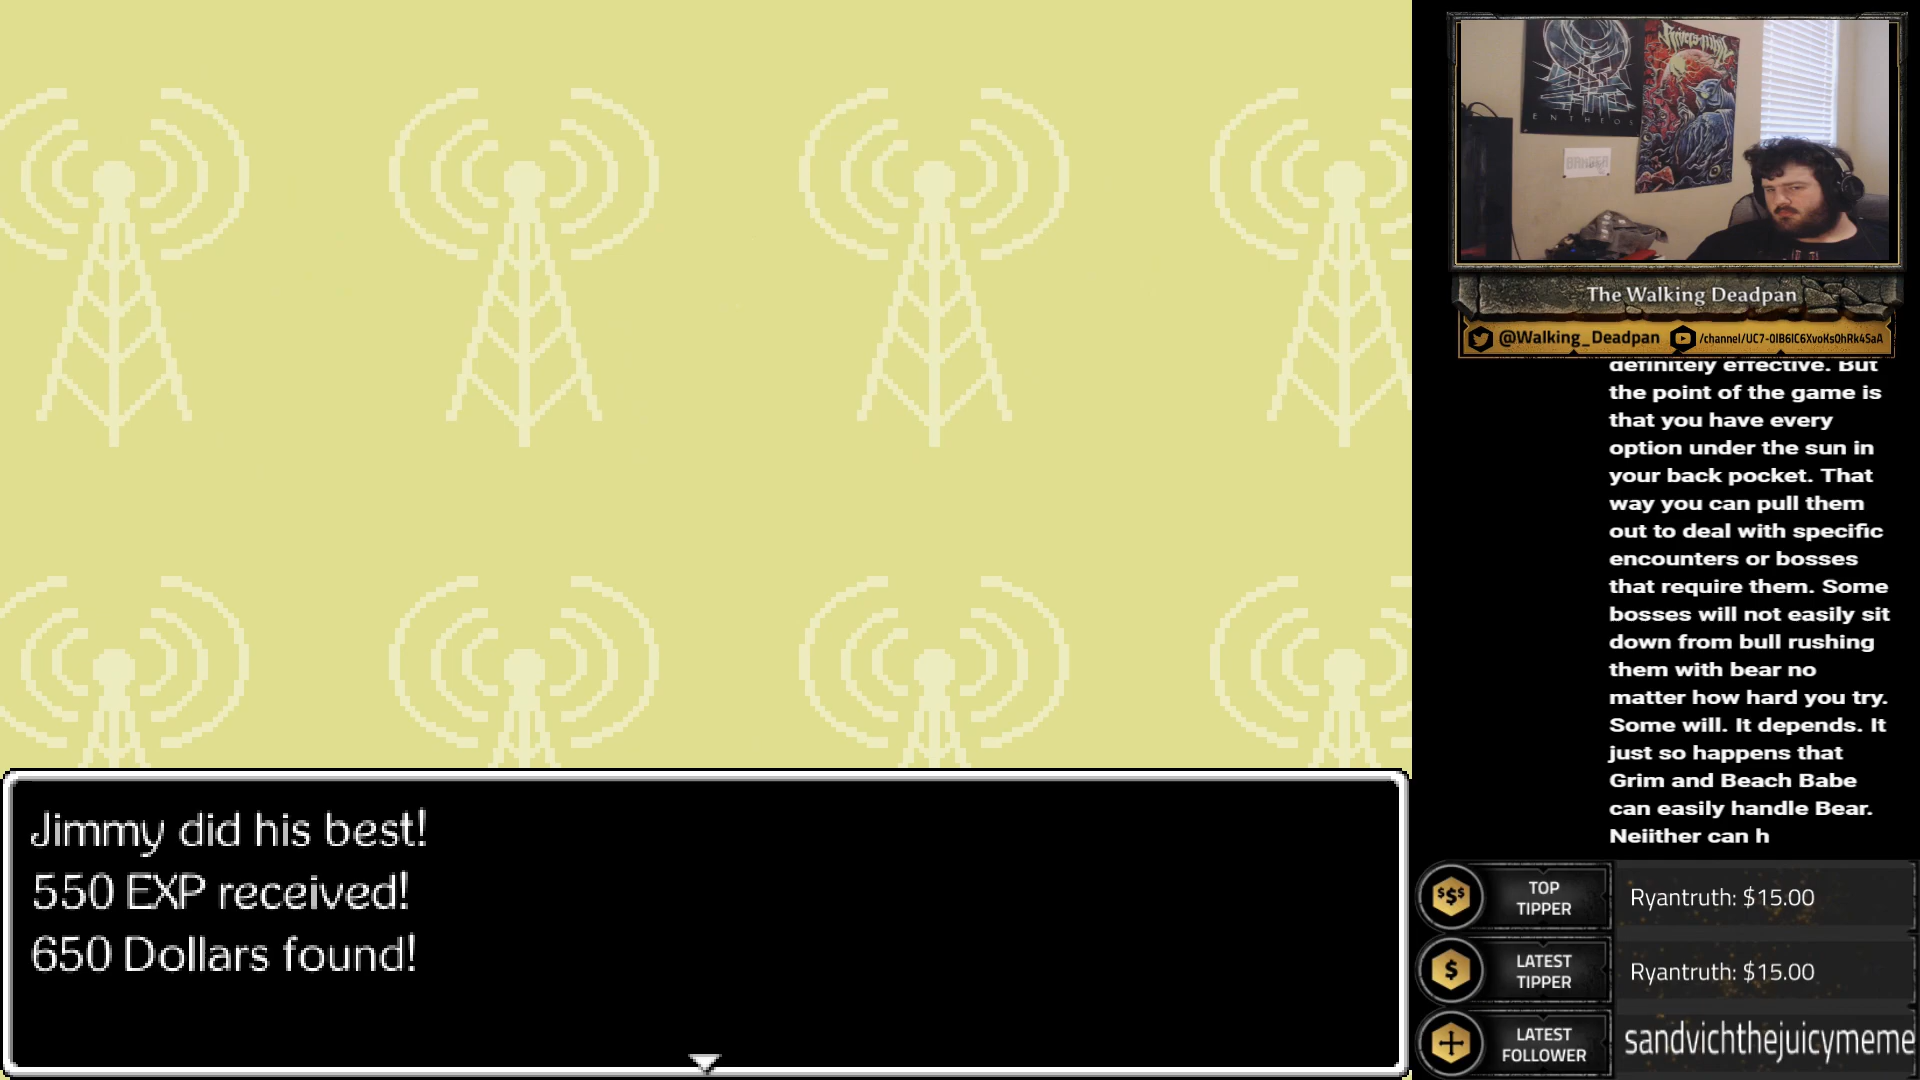 Jimmy did his best!
550 EXP received!
650 Dollars found!
ENTHEOS
The Walking Deadpan
@Walking_Deadpan
definitely effective. But
the point of the game is
that you have every
option under the sun in
your back pocket. That
way you can pull them
out to deal with specific
encounters or bosses
that require them. Some
bosses will not easily sit
down from bull rushing
them with bear no
matter how hard you try.
Some will. It depends. It
just so happens that
Grim and Beach Babe
can easily handle Bear.
Neiither can h
$$$
TOP
TIPPER
Ryantruth: $15.00
$
LATEST
TIPPER
Ryantruth: $15.00
LATEST
FOLLOWER
sandvichthejuicymeme